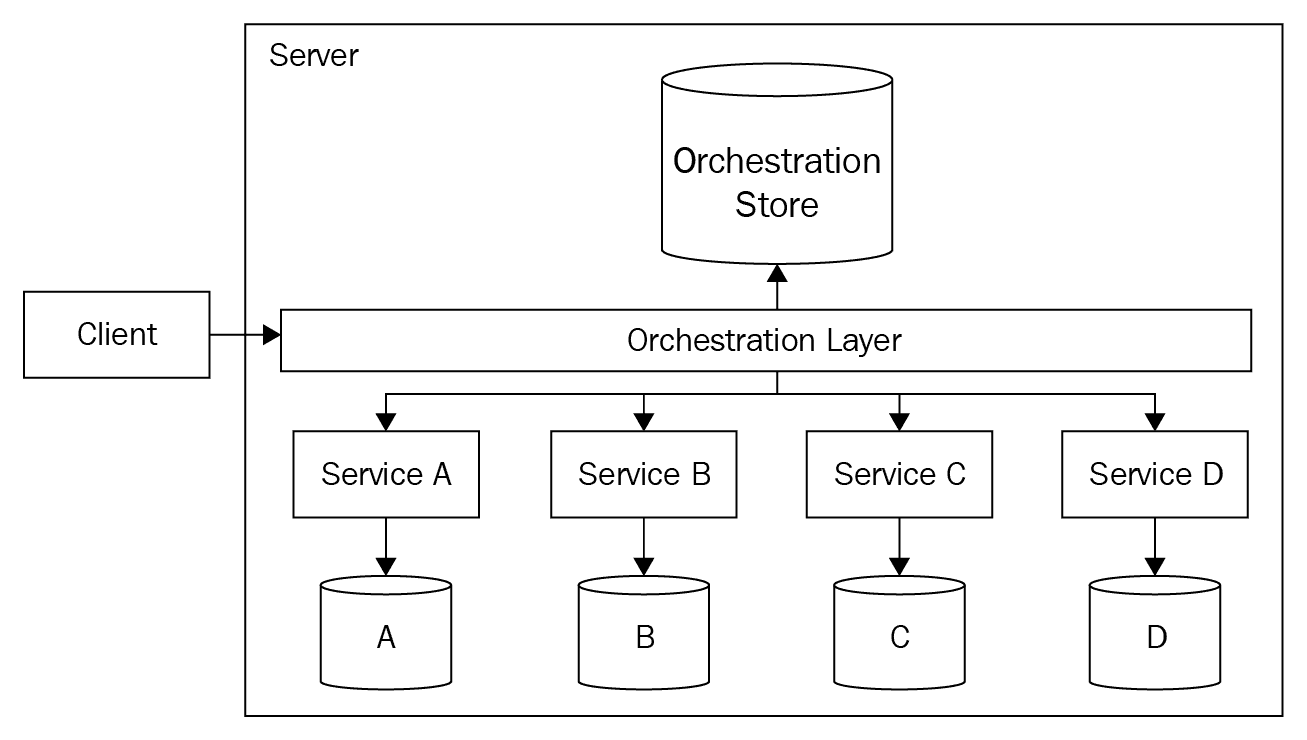 Server
Orchestration
Store
Client
Orchestration Layer
Service A
Service B
Service C
Service D
A
B
C
D